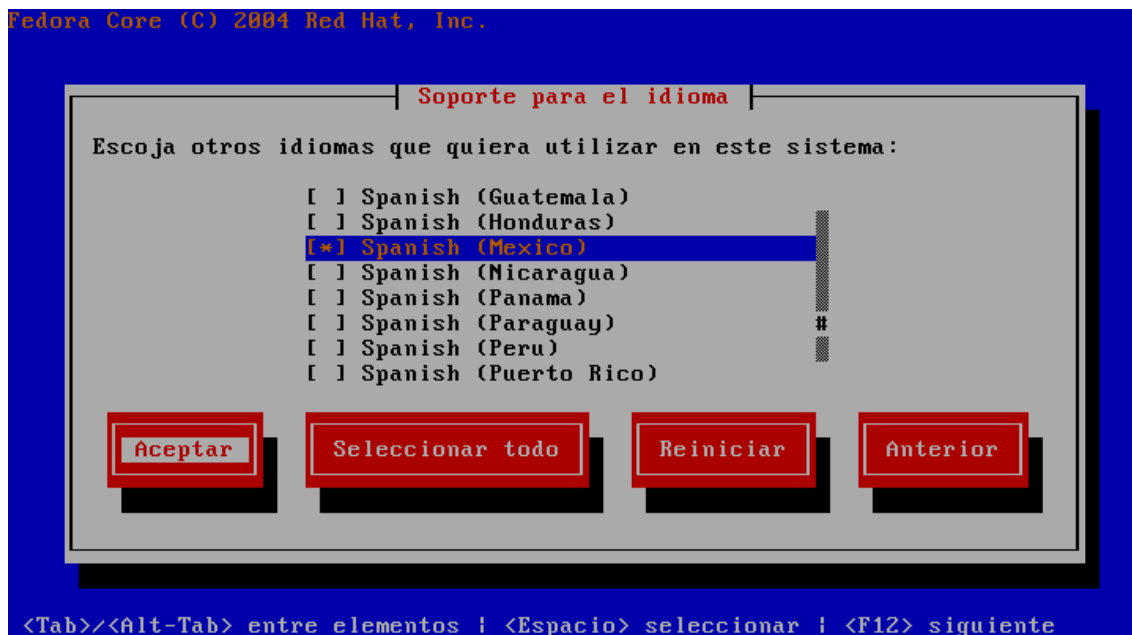 Fedora Core (C) 2004 Red Hat, Inc.
Soporte para el idioma
Escoja otros idiomas que quiera utilizar en este sistema:
[ ] Spanish (Guatemala)
[ ] Spanish (Honduras)
[*] Spanish (Mexico)
[ ] Spanish (Nicaragua)
[ ] Spanish (Panama)
[ ] Spanish (Paraguay) #
[ ] Spanish (Peru)
[ ] Spanish (Puerto Rico)
Aceptar Seleccionar todo Reiniciar Anterior
<Tab>/<Alt-Tab> entre elementos | <Espacio> seleccionar | <F12> siguiente